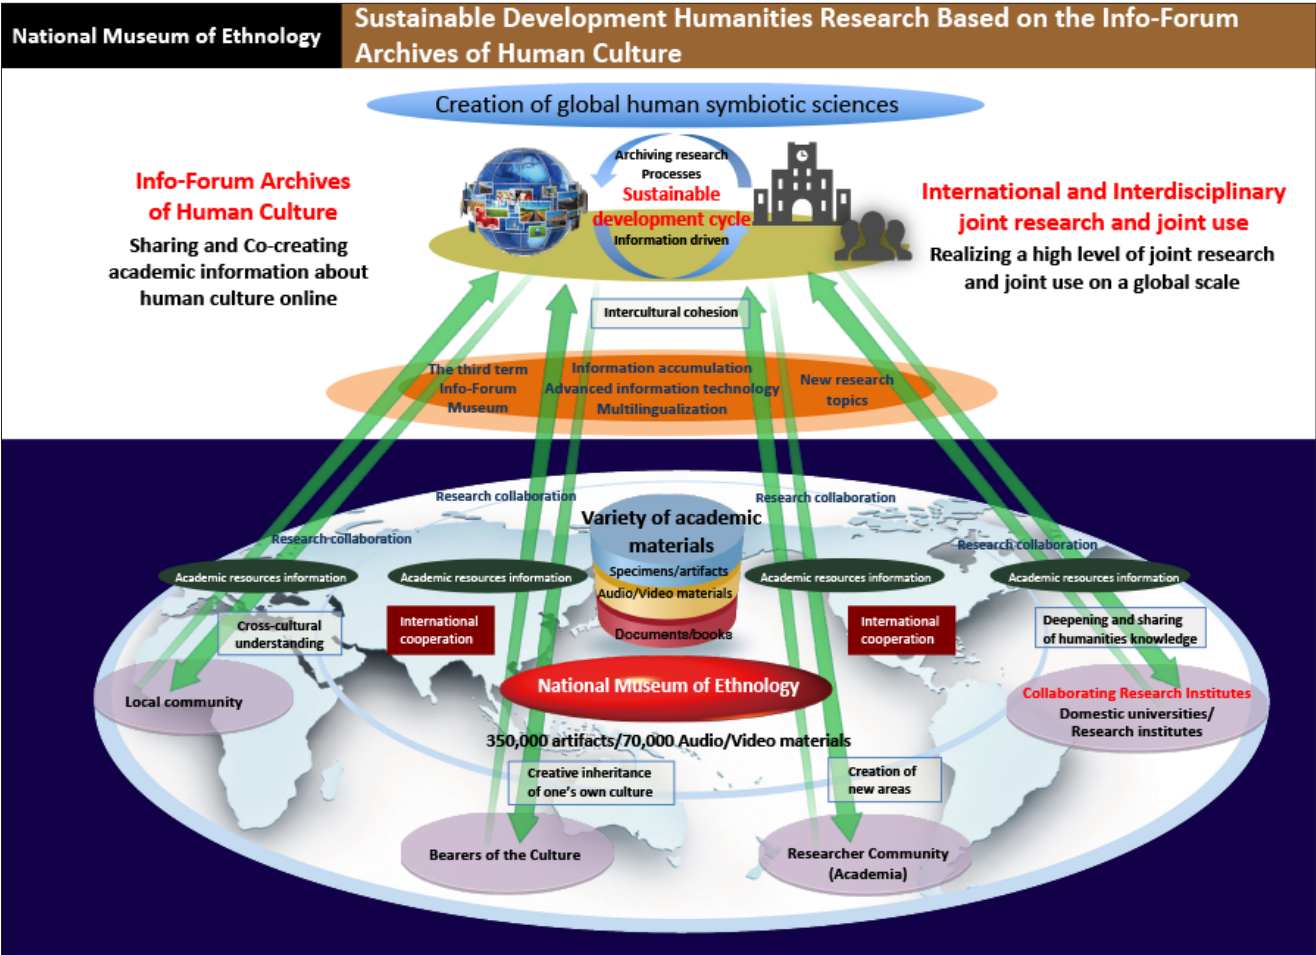 National Museum of Ethnology
Sustainable Development Humanities Research Based on the Info-Forum
Archives of Human Culture
Creation of global human symbiotic sciences
Archiving research
Processes
Sustainable
development cycle
Information driven
Info-Forum Archives
of Human Culture
Sharing and Co-creating
academic information about
human culture online
International and Interdisciplinary
joint research and joint use
Realizing a high level of joint research
and joint use on a global scale
Intercultural cohesion
The third term
Info-Forum
Museum
Information accumulation
Advanced information technology
Multilingualization
New research
topics
Research collaboration
Research collaboration
Research collaboration
Research collaboration
Variety of academic
materials
Specimens/artifacts
Audio/Video materials
Documents/books
Academic resources information
Academic resources information
Academic resources information
Academic resources information
Cross-cultural
understanding
International
cooperation
International
cooperation
Deepening and sharing
of humanities knowledge
Local community
National Museum of Ethnology
Collaborating Research Institutes
Domestic universities/
Research institutes
350,000 artifacts/70,000 Audio/Video materials
Creative inheritance
of one's own culture
Creation of
new areas
Bearers of the Culture
Researcher Community
(Academia)